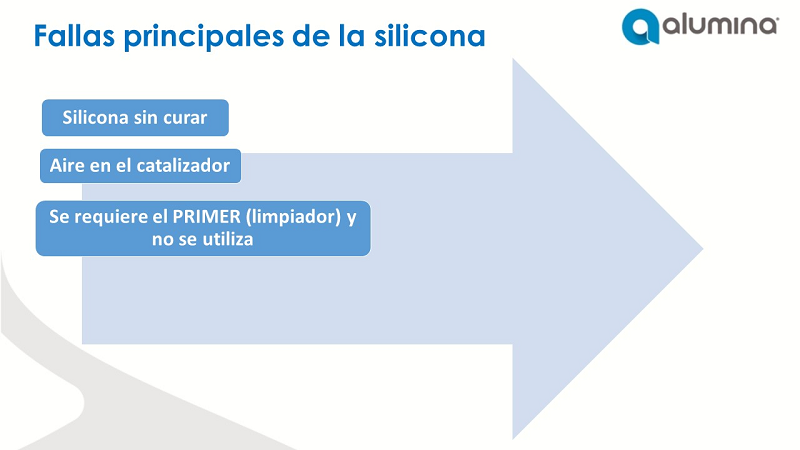 Fallas principales de la silicona
alumina
Silicona sin curar
Aire en el catalizador
Se requiere el PRIMER (limpiador) y
no se utiliza